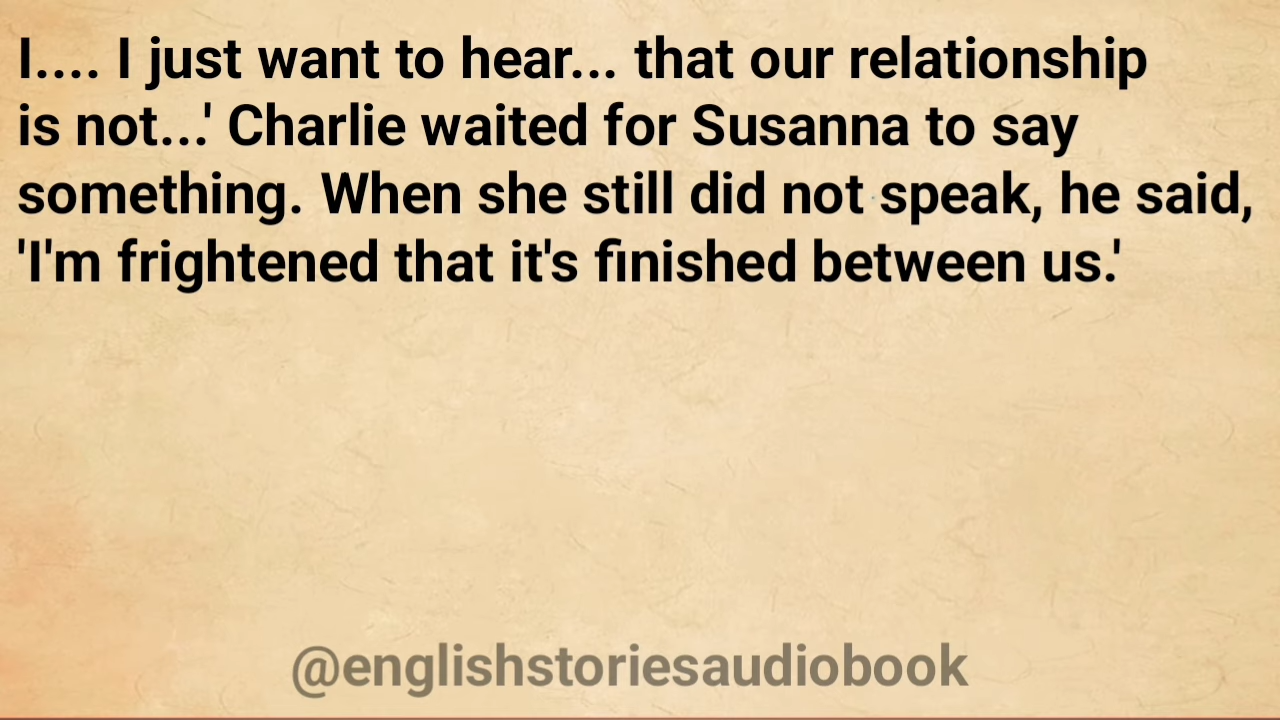 I.... I just want to hear... that our relationship
is not...' Charlie waited for Susanna to say
something. When she still did not speak, he said,
'I'm frightened that it's finished between us.'
@englishstoriesaudiobook